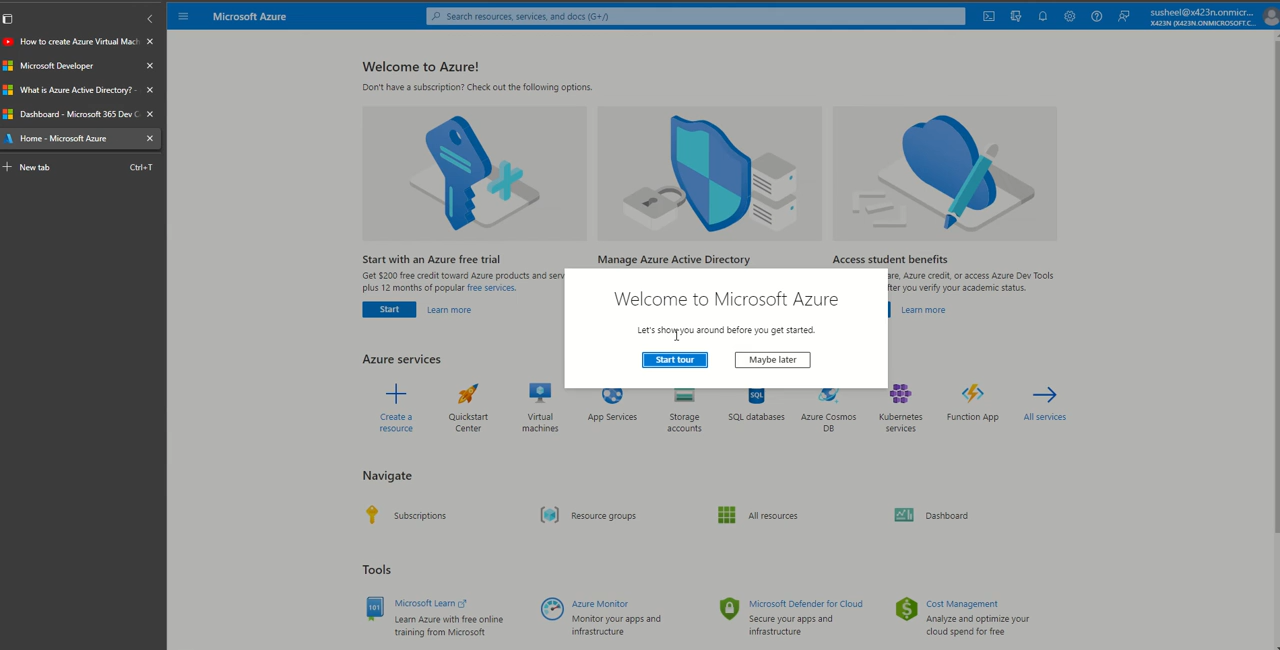 How to create Azure Virtual Mach
Microsoft Developer
What is Azure Active Directory? -
Dashboard - Microsoft 365 Dev C
Home - Microsoft Azure
New tab Ctrl+T
Microsoft Azure
Search resources, services, and docs (G+/)
susheel@x423n.onmicr...
X423N (X423N.ONMICROSOFT.C...
Welcome to Azure!
Don't have a subscription? Check out the following options.
Start with an Azure free trial
Get $200 free credit toward Azure products and serv
plus 12 months of popular free services.
Start Learn more
Manage Azure Active Directory
Access student benefits
are, Azure credit, or access Azure Dev Tools
fter you verify your academic status.
Learn more
Welcome to Microsoft Azure
Let's show you around before you get started.
Start tour Maybe later
Azure services
Create a
resource
Quickstart
Center
Virtual
machines
App Services
Storage
accounts
SQL
SQL databases
Azure Cosmos
DB
Kubernetes
services
Function App
All services
Navigate
Subscriptions
Resource groups
All resources
Dashboard
Tools
101
Microsoft Learn
Learn Azure with free online
training from Microsoft
Azure Monitor
Monitor your apps and
infrastructure
Microsoft Defender for Cloud
Secure your apps and
infrastructure
$
Cost Management
Analyze and optimize your
cloud spend for free